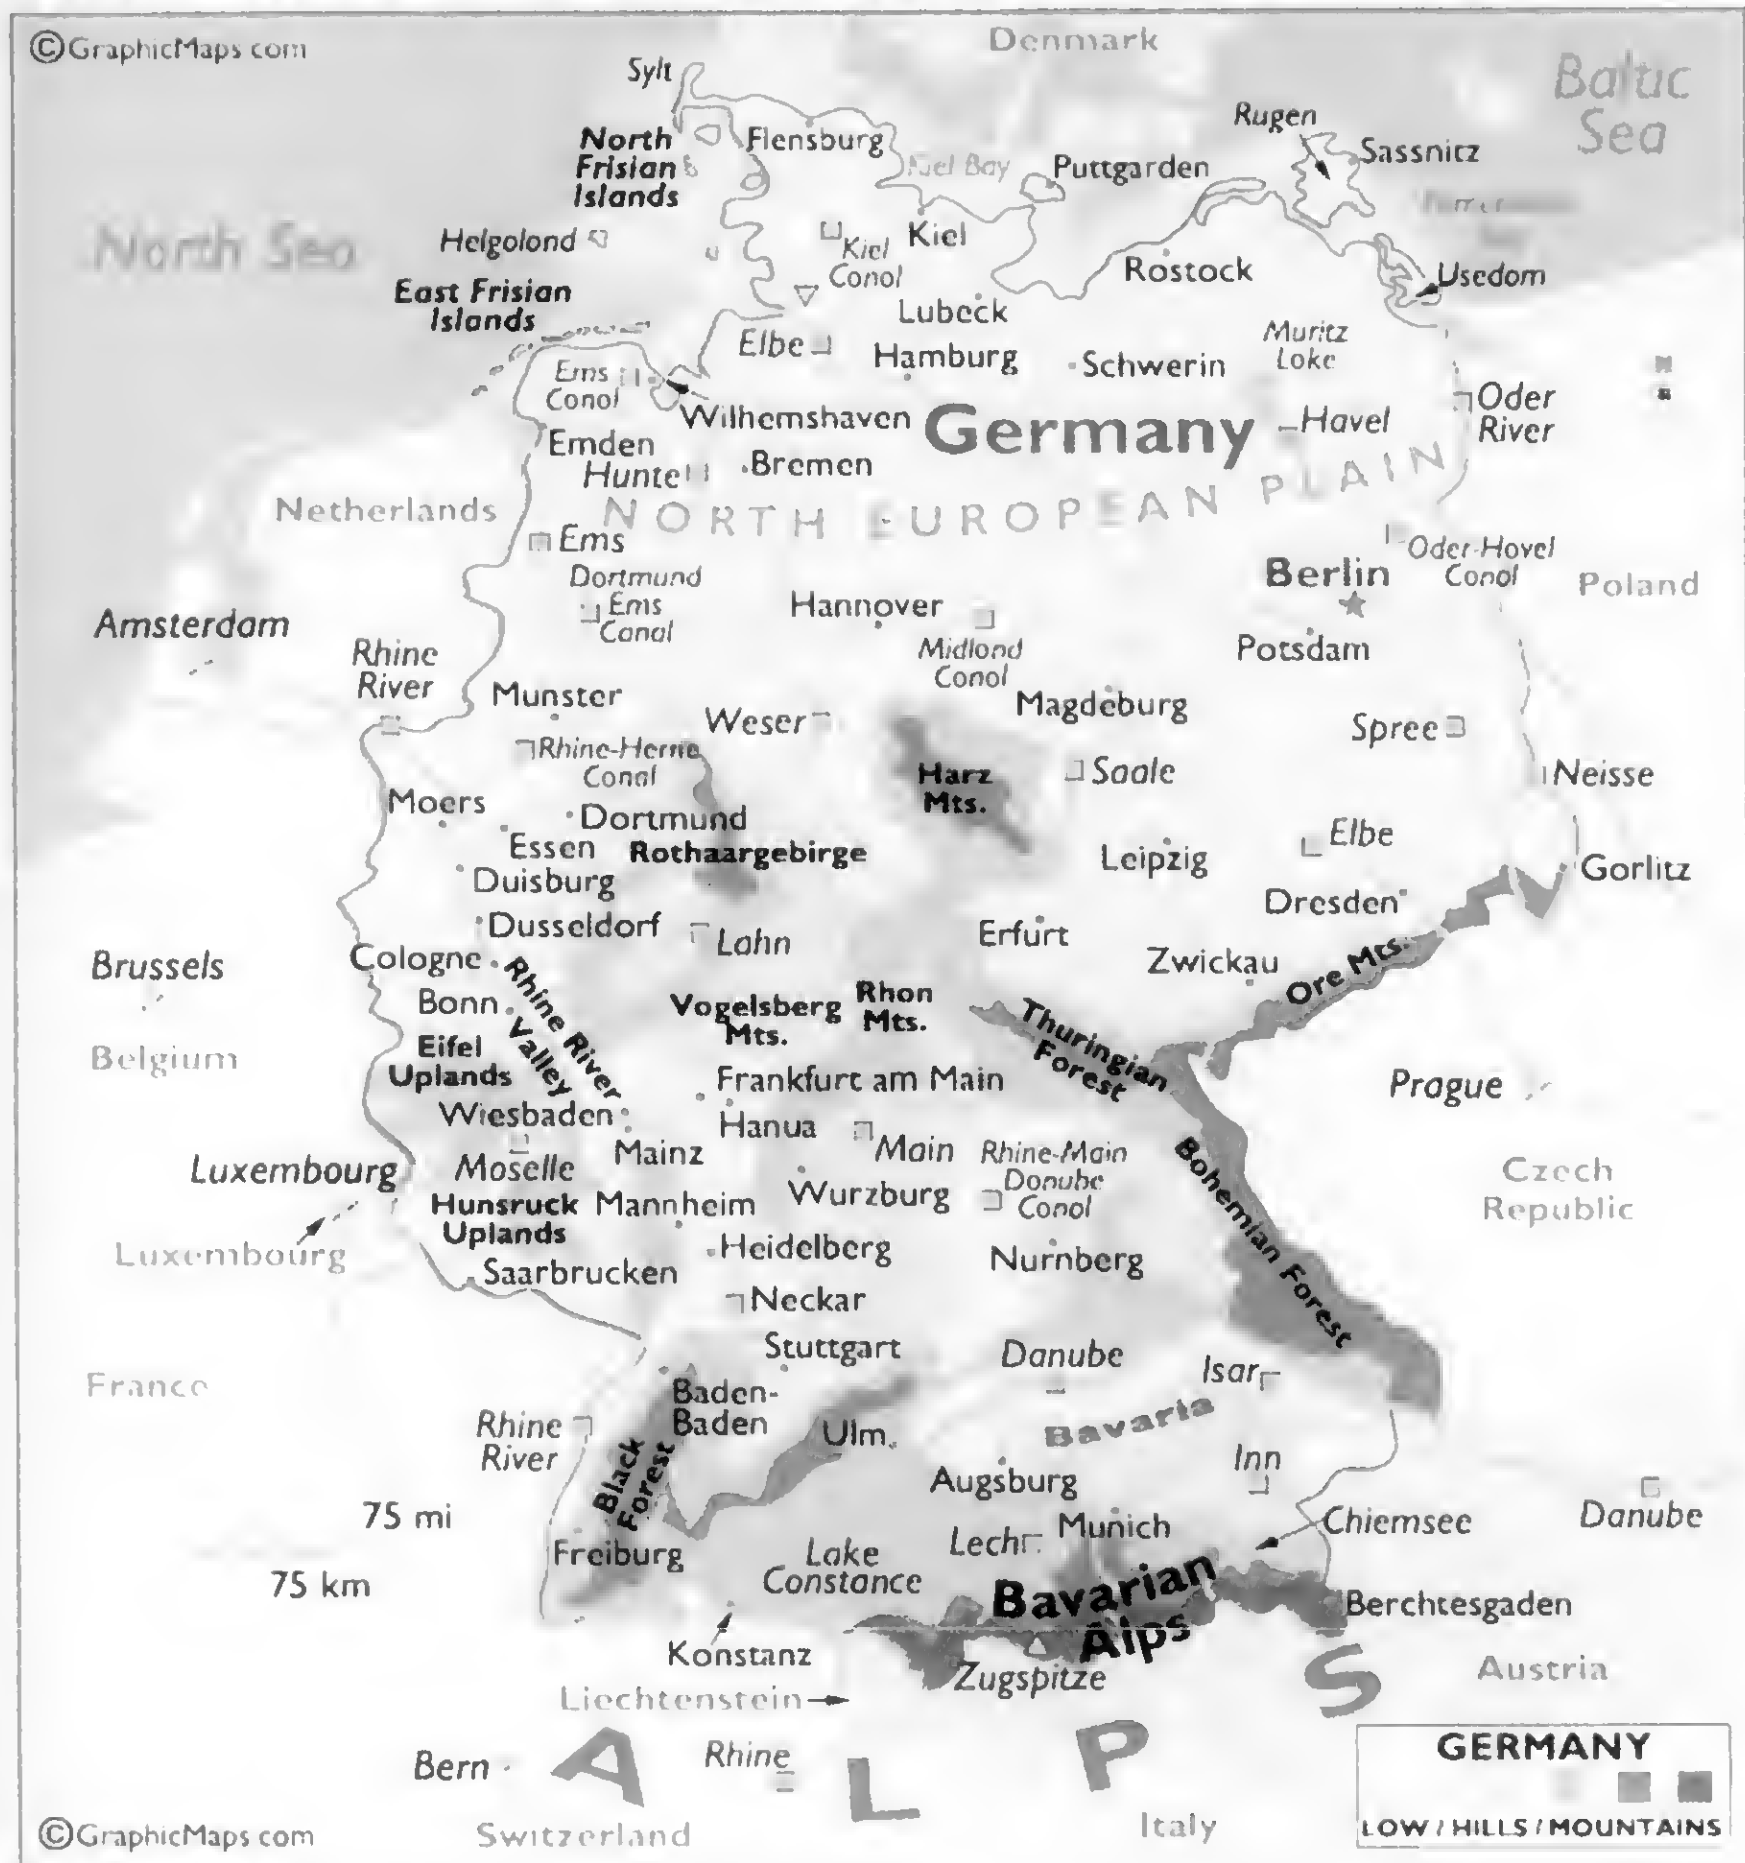 ©GraphicMaps.com
Denmark
Baltic
Sea
Sylt
Rugen
North
Frisian
Islands
Flensburg
Kiel Bay
Puttgarden
Sassnitz
North Sea
Helgolond
Kiel
Conol
Kiel
Rostock
Usedom
East Frisian
Islands
Lubeck
Elbe
Hamburg
Schwerin
Muritz
Loke
Ems
Conol
Wilhemshaven
Germany
Havel
Oder
River
Emden
Hunte
Bremen
Netherlands
NORTH EUROPEAN PLAIN
Ems
Oder-Hovel
Conol
Berlin
Poland
Dortmund
Ems
Canal
Hannover
Amsterdam
Midlond
Conol
Potsdam
Rhine
River
Munster
Weser
Magdeburg
Spree
Rhine-Herne
Conal
Harz
Mts.
Saale
Neisse
Moers
Dortmund
Essen
Rothaargebirge
Leipzig
Elbe
Gorlitz
Duisburg
Dresden
Dusseldorf
Lahn
Erfurt
Zwickau
Ore Mts.
Brussels
Cologne
Rhine River
Valley
Bonn
Vogelsberg
Mts.
Rhon
Mts.
Thuringian
Forest
Belgium
Eifel
Uplands
Frankfurt am Main
Prague
Wiesbaden
Hanua
Main
Mainz
Rhine-Main
Donube
Conol
Bohemian Forest
Czech
Republic
Luxembourg
Moselle
Hunsruck
Uplands
Mannheim
Wurzburg
Luxembourg
Heidelberg
Nurnberg
Saarbrucken
Neckar
Stuttgart
Danube
Isar
France
Baden-
Baden
Rhine
River
Ulm
Bavaria
Black
Forest
Augsburg
Inn
75 mi
Lech
Munich
Chiemsee
Danube
Freiburg
Lake
Constance
75 km
Bavarian
Alps
Berchtesgaden
Konstanz
Zugspitze
Austria
Liechtenstein
ALPS
Bern
Rhine
GERMANY
LOW / HILLS / MOUNTAINS
©GraphicMaps.com
Switzerland
Italy